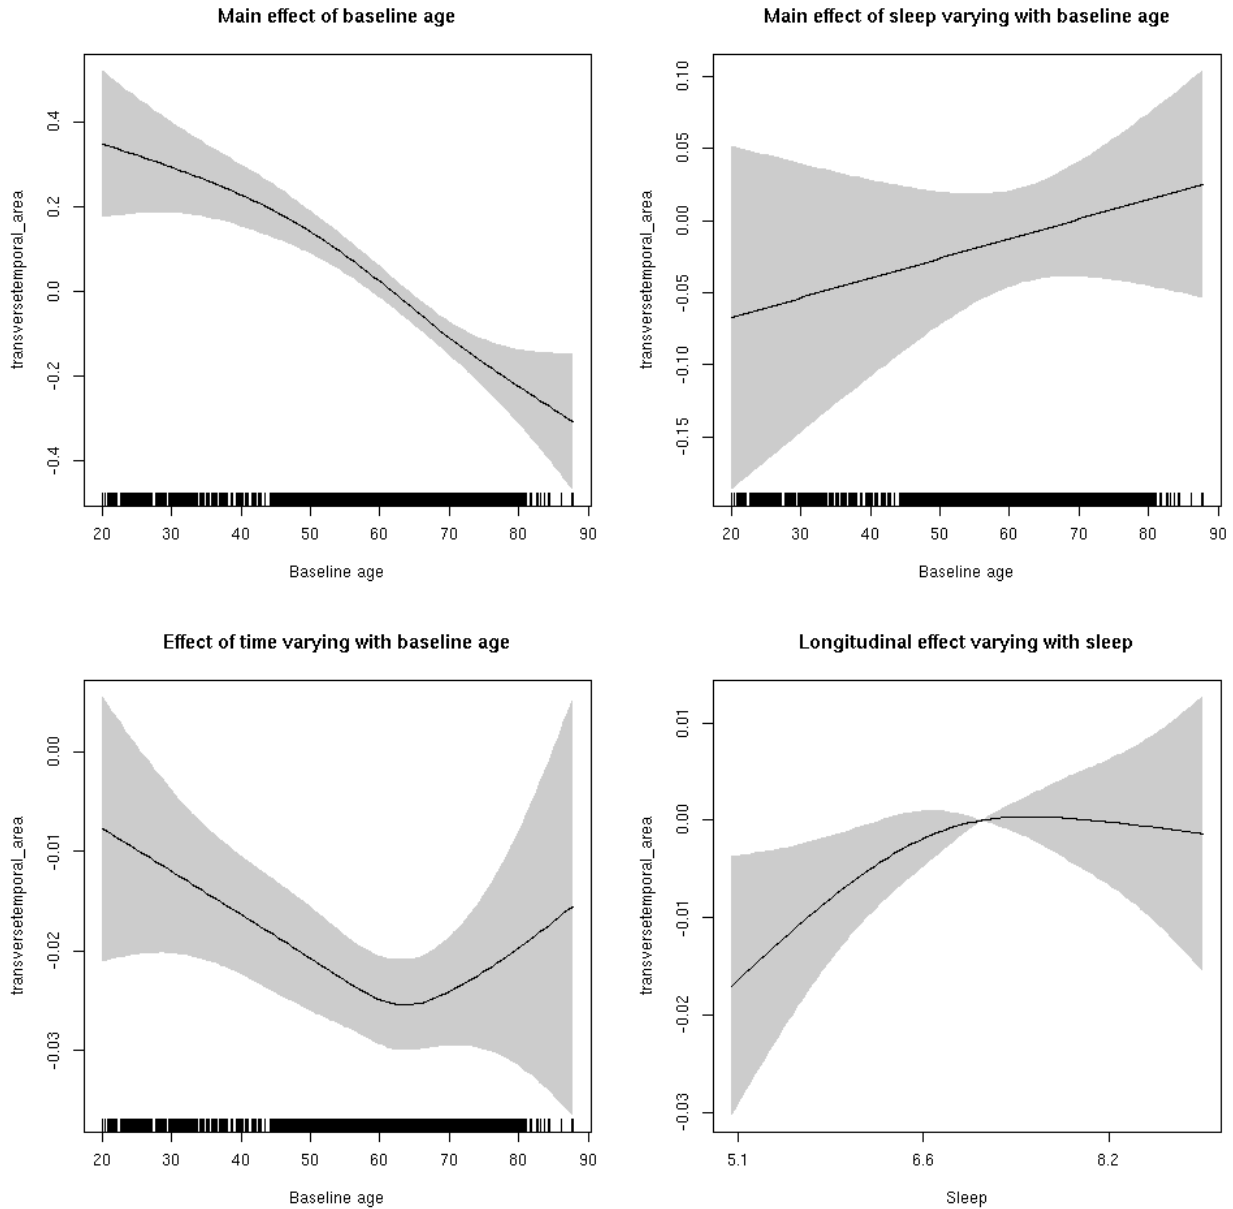 Main effect of baseline age
transversetemporal_area
0.4
0.2
0.0
-0.2
-0.4
20 30 40 50 60 70 80 90
Baseline age
Main effect of sleep varying with baseline age
transversetemporal_area
0.10
0.05
0.00
-0.05
-0.10
-0.15
20 30 40 50 60 70 80 90
Baseline age
Effect of time varying with baseline age
transversetemporal_area
0.00
-0.01
-0.02
-0.03
20 30 40 50 60 70 80 90
Baseline age
Longitudinal effect varying with sleep
transversetemporal_area
0.01
0.00
-0.01
-0.02
-0.03
5.1 6.6 8.2
Sleep